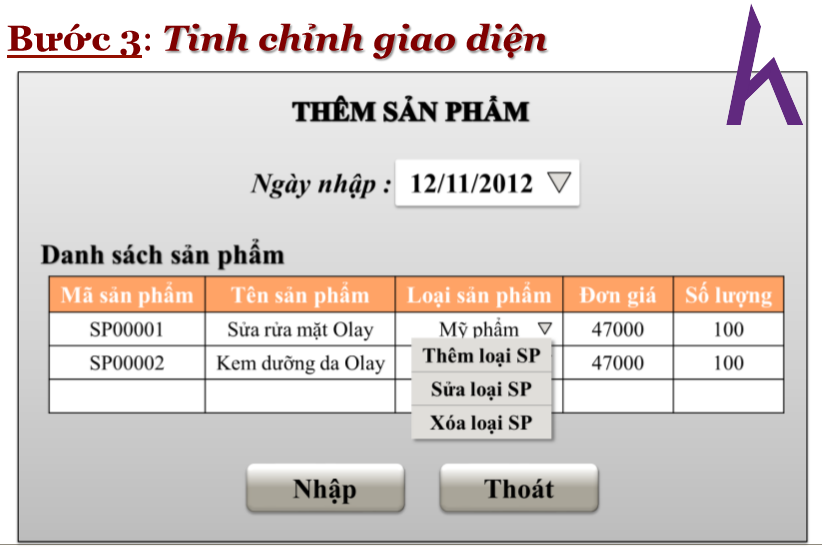 Bước 3: Tinh chỉnh giao diện
THÊM SẢN PHẨM
Ngày nhập : 12/11/2012
Danh sách sản phẩm
Mã sản phẩm Tên sản phẩm Loại sản phẩm Đơn giá Số lượng
SP00001 Sửa rửa mặt Olay Mỹ phẩm 47000 100
SP00002 Kem dưỡng da Olay 47000 100
Thêm loại SP
Sửa loại SP
Xóa loại SP
Nhập Thoát